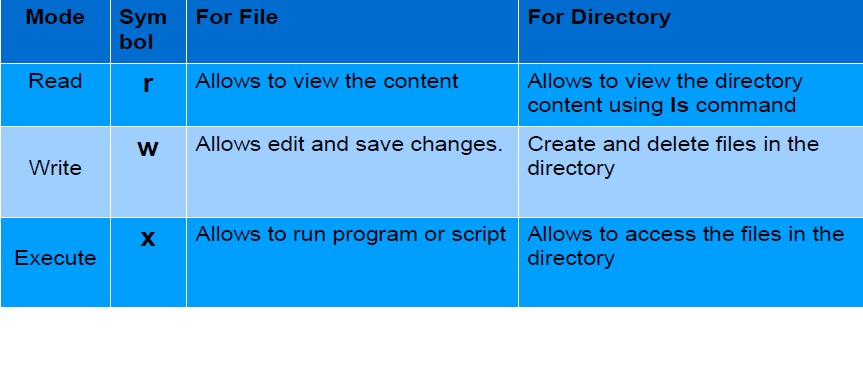 Mode Sym For File For Directory
bol
Read r Allows to view the content Allows to view the directory
content using ls command
w Allows edit and save changes. Create and delete files in the
Write directory
x Allows to run program or script Allows to access the files in the
Execute directory